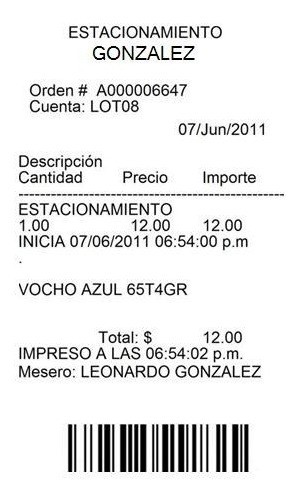 ESTACIONAMIENTO
GONZALEZ
Orden # A000006647
Cuenta: LOT08
07/Jun/2011
Descripción
Cantidad Precio Importe
--------------------------------------------------
ESTACIONAMIENTO
1.00 12.00 12.00
INICIA 07/06/2011 06:54:00 p.m
.
VOCHO AZUL 65T4GR
Total: $ 12.00
IMPRESO A LAS 06:54:02 p.m.
Mesero: LEONARDO GONZALEZ